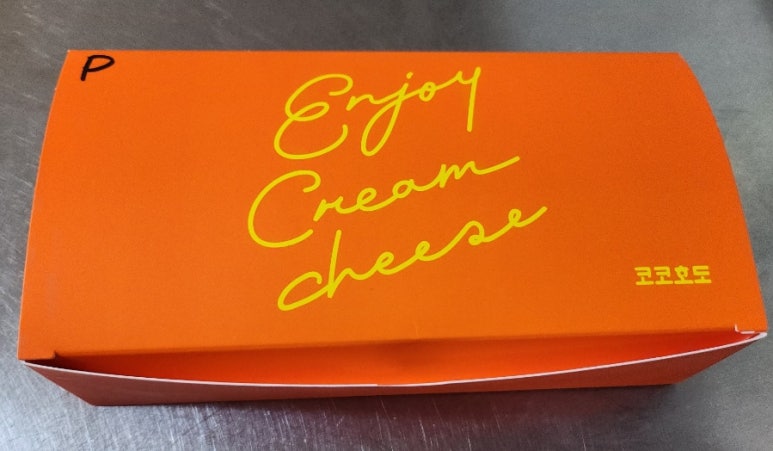 P
Enjoy
Cream
cheese
코코호도